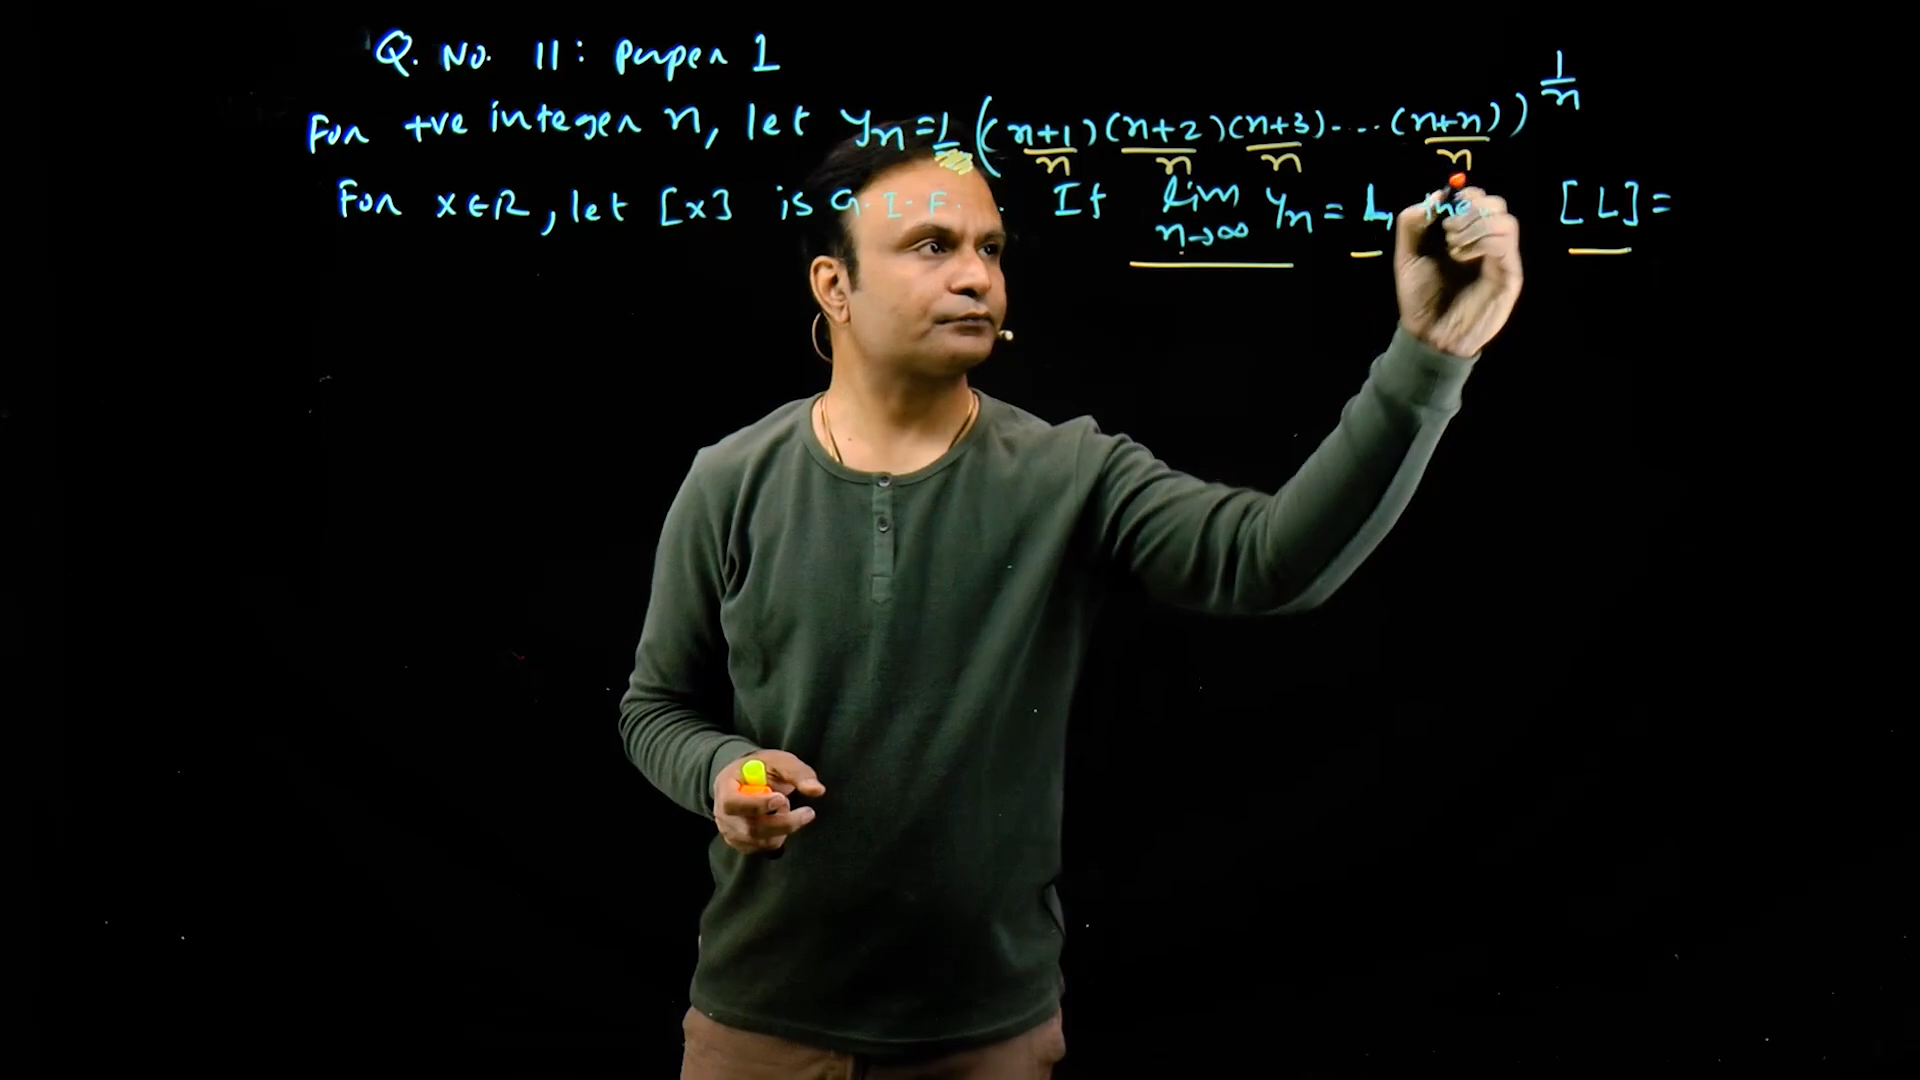 Q. No. 11: Paper 1
For +ve integer n, let yn = 1/n ((n+1)/n (n+2)/n (n+3)/n .... (n+n)/n)^1/n
For x∈R, let [x] is G.I.F. . If lim n→∞ yn = L, then [L] =